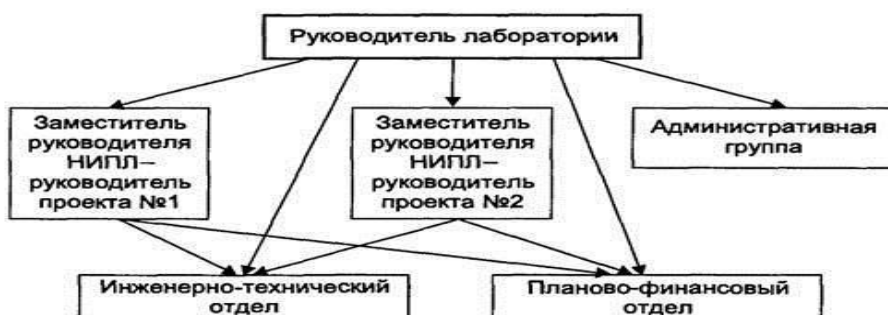 Руководитель лаборатории
Заместитель
руководителя
НИПЛ–
руководитель
проекта №1
Заместитель
руководителя
НИПЛ–
руководитель
проекта №2
Административная
группа
Инженерно-технический
отдел
Планово-финансовый
отдел